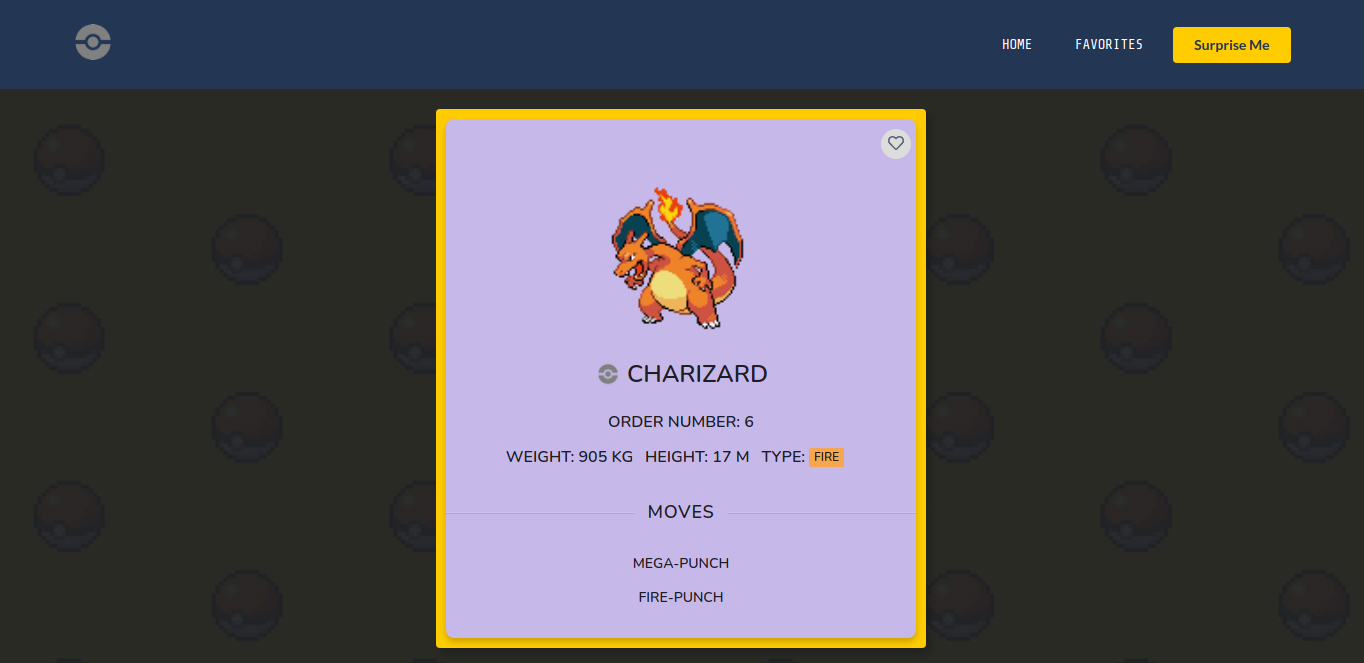 HOME FAVORITES Surprise Me
CHARIZARD
ORDER NUMBER: 6
WEIGHT: 905 KG HEIGHT: 17 M TYPE: FIRE
MOVES
MEGA-PUNCH
FIRE-PUNCH